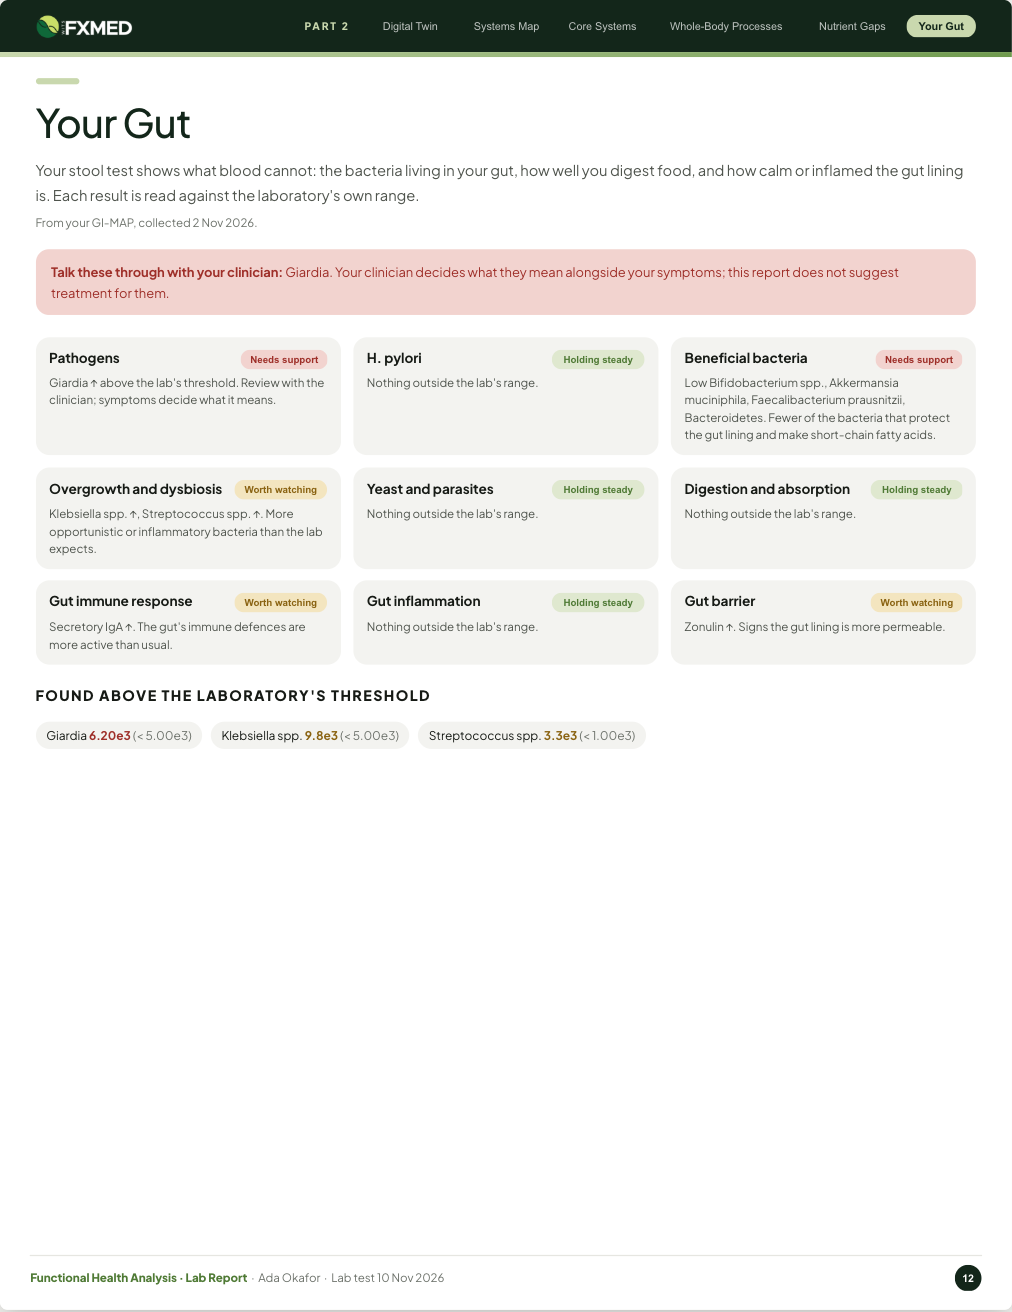 FXMED
PART 2
Digital Twin
Systems Map
Core Systems
Whole-Body Processes
Nutrient Gaps
Your Gut
Your Gut
Your stool test shows what blood cannot: the bacteria living in your gut, how well you digest food, and how calm or inflamed the gut lining
is. Each result is read against the laboratory's own range.
From your GI-MAP, collected 2 Nov 2026.
Talk these through with your clinician: Giardia. Your clinician decides what they mean alongside your symptoms; this report does not suggest
treatment for them.
Pathogens
Needs support
Giardia ↑ above the lab's threshold. Review with the
clinician; symptoms decide what it means.
H. pylori
Holding steady
Nothing outside the lab's range.
Beneficial bacteria
Needs support
Low Bifidobacterium spp., Akkermansia
muciniphila, Faecalibacterium prausnitzii,
Bacteroidetes. Fewer of the bacteria that protect
the gut lining and make short-chain fatty acids.
Overgrowth and dysbiosis
Worth watching
Klebsiella spp. ↑, Streptococcus spp. ↑. More
opportunistic or inflammatory bacteria than the lab
expects.
Yeast and parasites
Holding steady
Nothing outside the lab's range.
Digestion and absorption
Holding steady
Nothing outside the lab's range.
Gut immune response
Worth watching
Secretory IgA ↑. The gut's immune defences are
more active than usual.
Gut inflammation
Holding steady
Nothing outside the lab's range.
Gut barrier
Worth watching
Zonulin ↑. Signs the gut lining is more permeable.
FOUND ABOVE THE LABORATORY'S THRESHOLD
Giardia 6.20e3 (< 5.00e3)
Klebsiella spp. 9.8e3 (< 5.00e3)
Streptococcus spp. 3.3e3 (< 1.00e3)
Functional Health Analysis · Lab Report · Ada Okafor · Lab test 10 Nov 2026
12